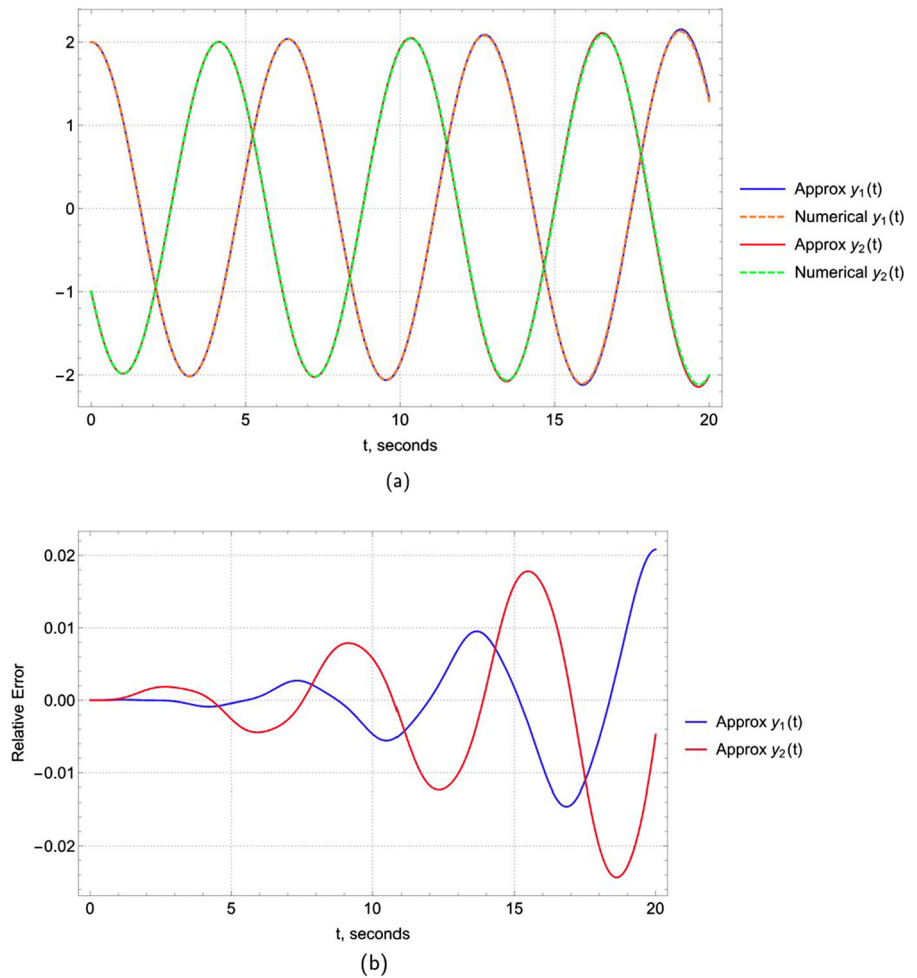 2
1
0
−1
−2
0
5
10
15
20
t, seconds
Approx y₁(t)
Numerical y₁(t)
Approx y₂(t)
Numerical y₂(t)
(a)
Relative Error
0.02
0.01
0.00
−0.01
−0.02
0
5
10
15
20
t, seconds
Approx y₁(t)
Approx y₂(t)
(b)